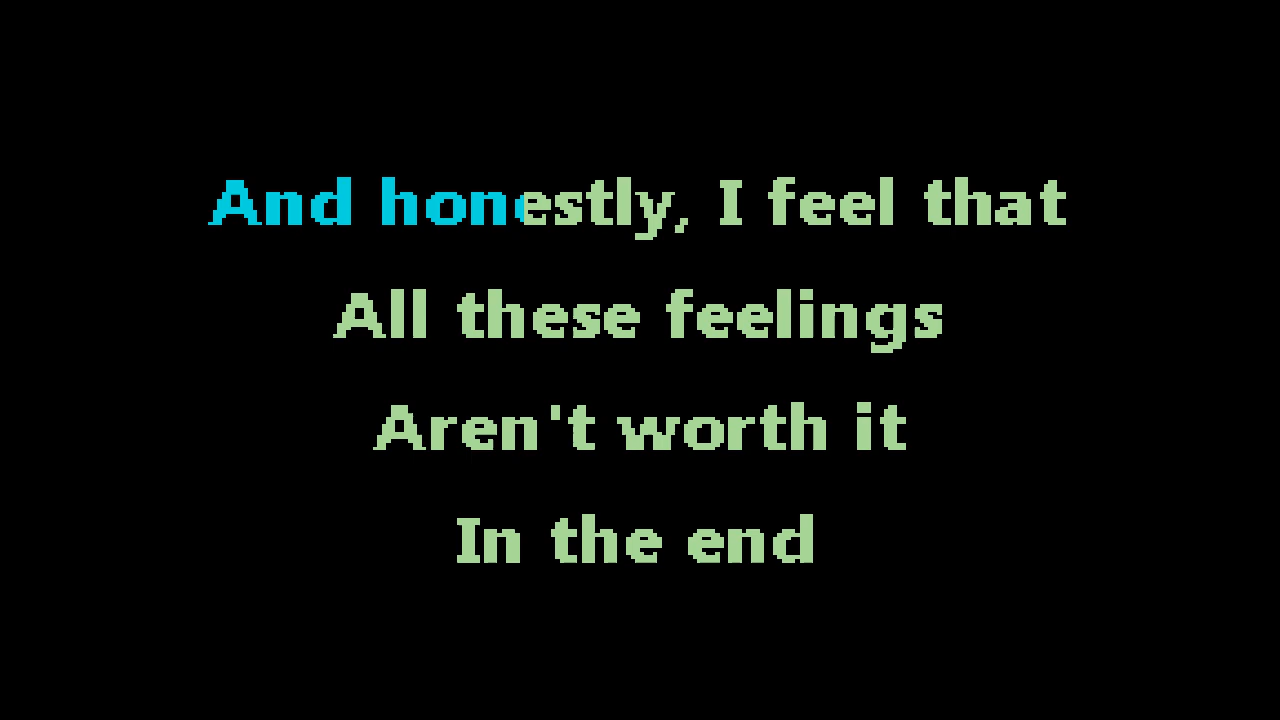 And honestly, I feel that
All these feelings
Aren't worth it
In the end